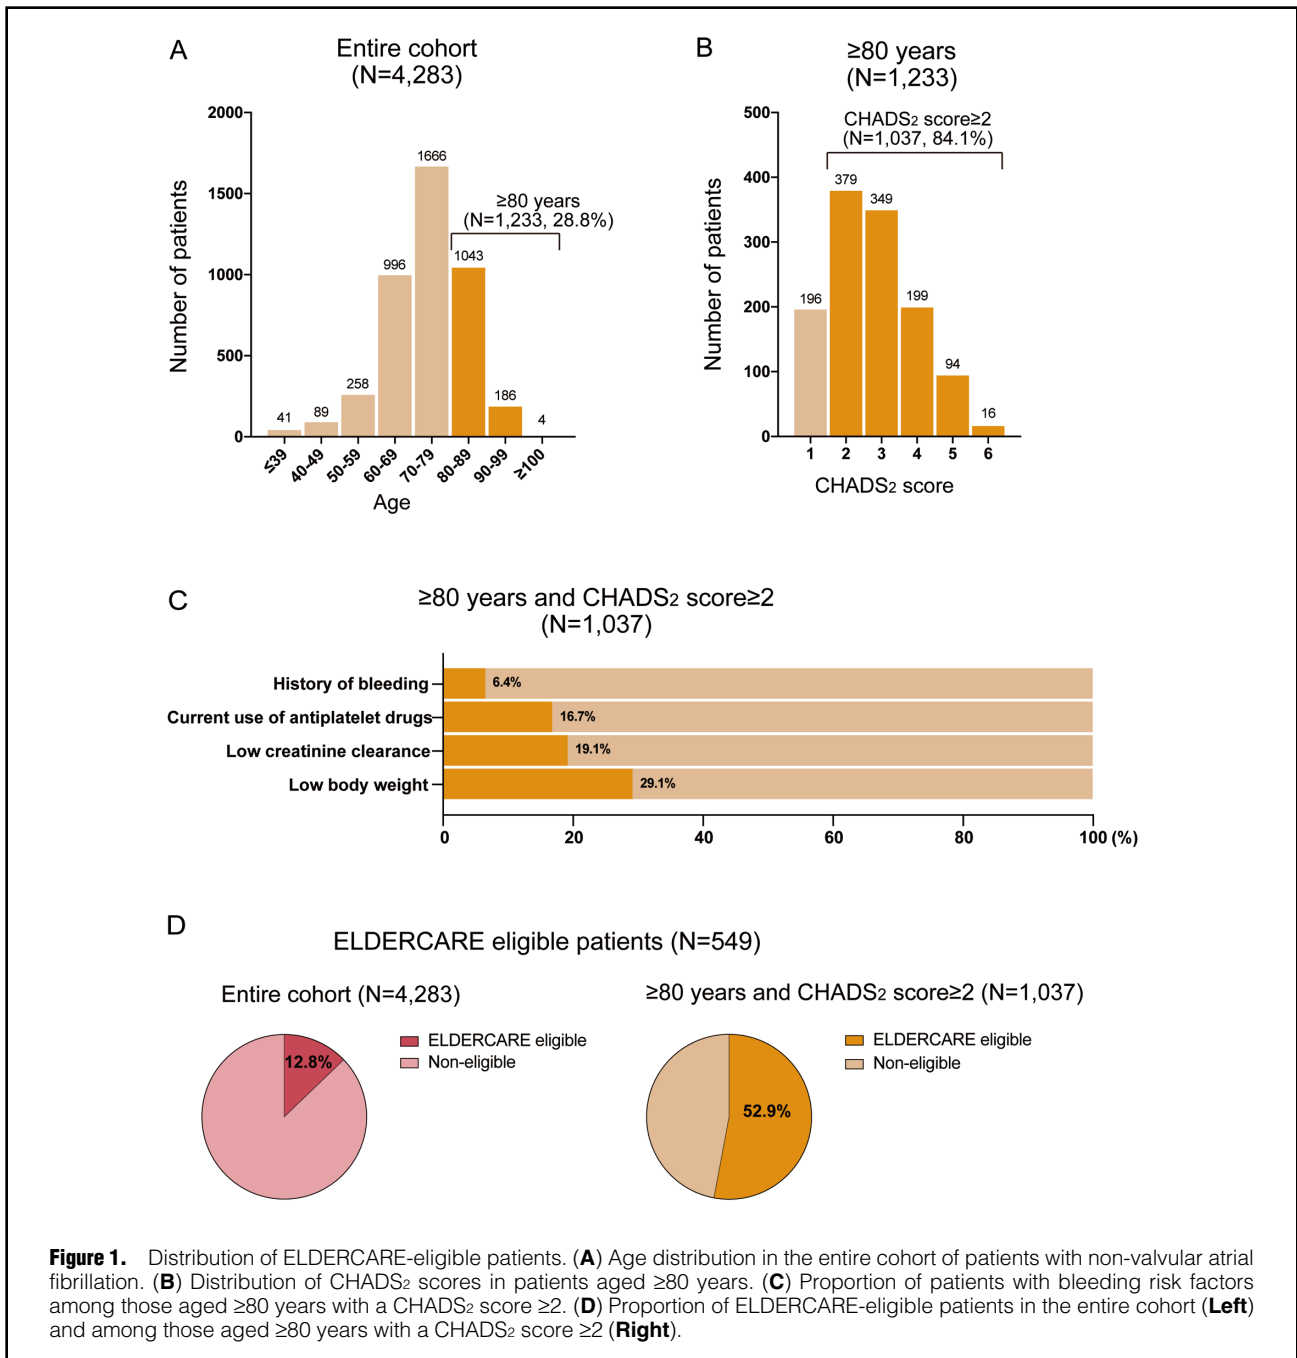 A
Entire cohort
(N=4,283)
2000
1500
1000
500
0
Number of patients
41
89
258
996
1666
1043
186
4
≥80 years
(N=1,233, 28.8%)
≤39
40-49
50-59
60-69
70-79
80-89
90-99
≥100
Age
B
≥80 years
(N=1,233)
500
400
300
200
100
0
Number of patients
CHADS₂ score≥2
(N=1,037, 84.1%)
196
379
349
199
94
16
1 2 3 4 5 6
CHADS₂ score
C
≥80 years and CHADS₂ score≥2
(N=1,037)
History of bleeding 6.4%
Current use of antiplatelet drugs 16.7%
Low creatinine clearance 19.1%
Low body weight 29.1%
0 20 40 60 80 100 (%)
D
ELDERCARE eligible patients (N=549)
Entire cohort (N=4,283)
12.8%
ELDERCARE eligible
Non-eligible
≥80 years and CHADS₂ score≥2 (N=1,037)
52.9%
ELDERCARE eligible
Non-eligible
Figure 1. Distribution of ELDERCARE-eligible patients. (A) Age distribution in the entire cohort of patients with non-valvular atrial
fibrillation. (B) Distribution of CHADS₂ scores in patients aged ≥80 years. (C) Proportion of patients with bleeding risk factors
among those aged ≥80 years with a CHADS₂ score ≥2. (D) Proportion of ELDERCARE-eligible patients in the entire cohort (Left)
and among those aged ≥80 years with a CHADS₂ score ≥2 (Right).